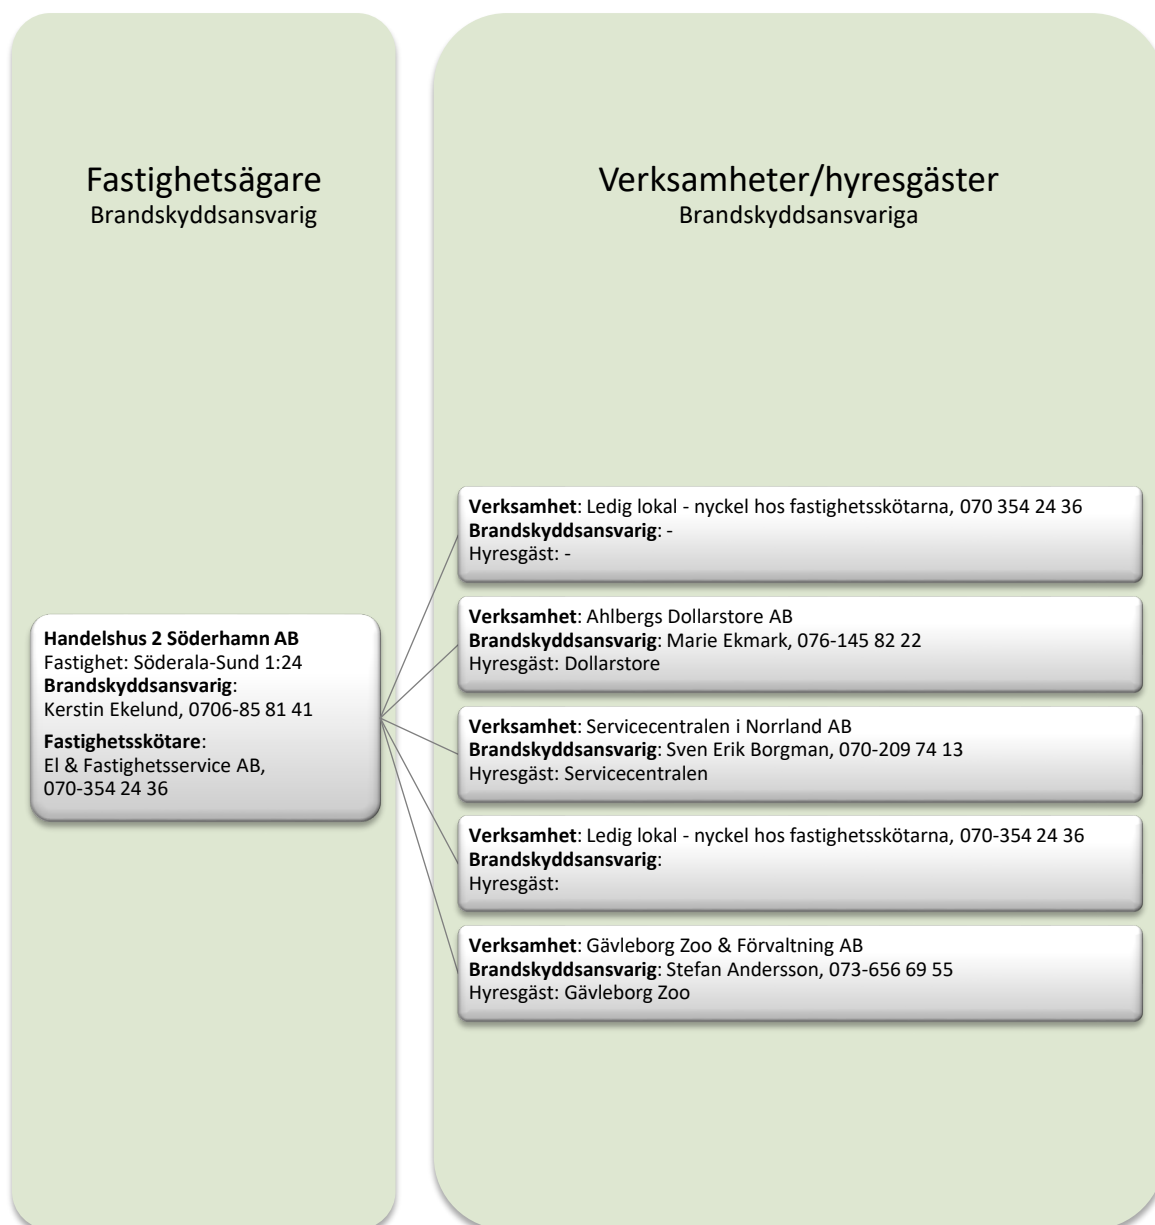 Fastighetsägare
Brandskyddsansvarig
Handelshus 2 Söderhamn AB
Fastighet: Söderala-Sund 1:24
Brandskyddsansvarig:
Kerstin Ekelund, 0706-85 81 41
Fastighetsskötare:
El & Fastighetsservice AB,
070-354 24 36
Verksamheter/hyresgäster
Brandskyddsansvariga
Verksamhet: Ledig lokal - nyckel hos fastighetsskötarna, 070 354 24 36
Brandskyddsansvarig: -
Hyresgäst: -
Verksamhet: Ahlbergs Dollarstore AB
Brandskyddsansvarig: Marie Ekmark, 076-145 82 22
Hyresgäst: Dollarstore
Verksamhet: Servicecentralen i Norrland AB
Brandskyddsansvarig: Sven Erik Borgman, 070-209 74 13
Hyresgäst: Servicecentralen
Verksamhet: Ledig lokal - nyckel hos fastighetsskötarna, 070-354 24 36
Brandskyddsansvarig:
Hyresgäst:
Verksamhet: Gävleborg Zoo & Förvaltning AB
Brandskyddsansvarig: Stefan Andersson, 073-656 69 55
Hyresgäst: Gävleborg Zoo